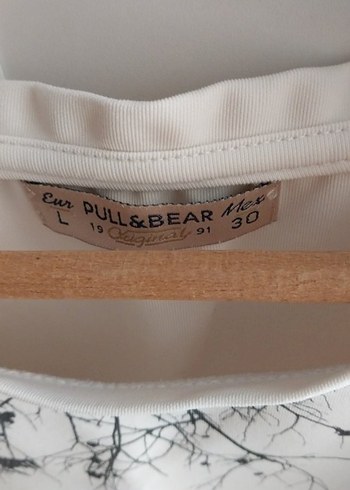 Eur PULL&BEAR Mex
L 19 Original 91 30